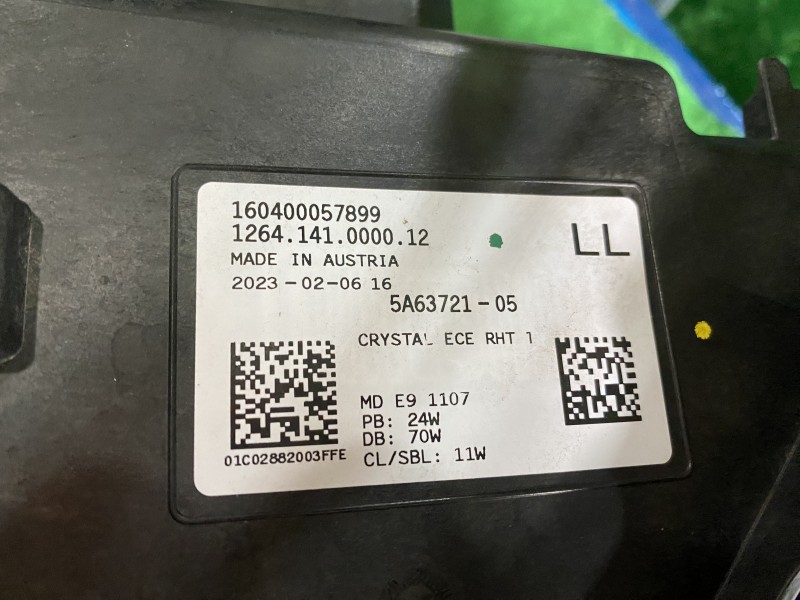 160400057899
1264.141.0000.12
LL
MADE IN AUSTRIA
2023-02-06 16
5A63721-05
CRYSTAL ECE RHT
MD E9 1107
PB: 24W
DB: 70W
CL/SBL: 11W
01C02882003FFE